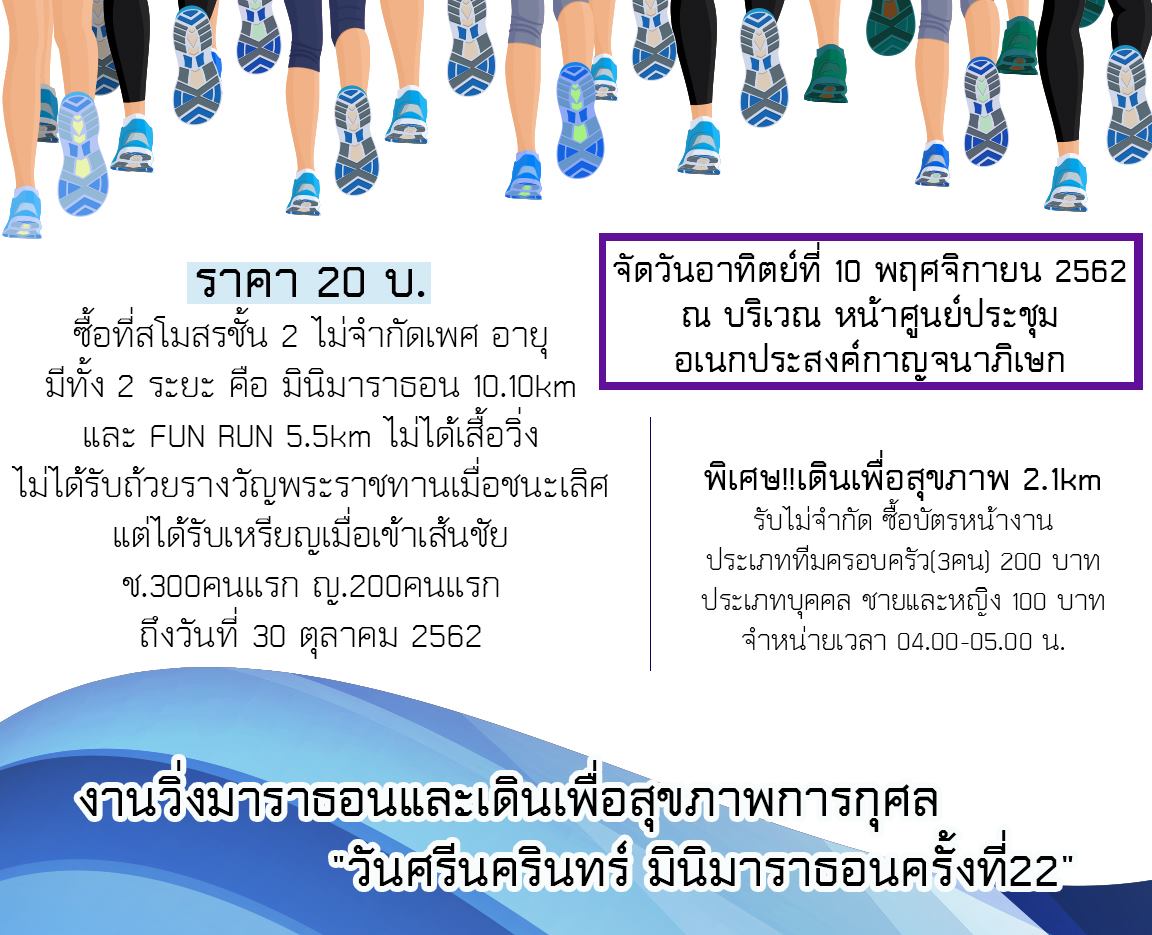 ราคา 20 บ.
ซื้อที่สโมสรชั้น 2 ไม่จำกัดเพศ อายุ
มีทั้ง 2 ระยะ คือ มินิมาราธอน 10.10km
และ FUN RUN 5.5km ไม่ได้เสื้อวิ่ง
ไม่ได้รับถ้วยรางวัญพระราชทานเมื่อชนะเลิศ
แต่ได้รับเหรียญเมื่อเข้าเส้นชัย
ช.300คนแรก ญ.200คนแรก
ถึงวันที่ 30 ตุลาคม 2562
จัดวันอาทิตย์ที่ 10 พฤศจิกายน 2562
ณ บริเวณ หน้าศูนย์ประชุม
อเนกประสงค์กาญจนาภิเษก
พิเศษ!!เดินเพื่อสุขภาพ 2.1km
รับไม่จำกัด ซื้อบัตรหน้างาน
ประเภททีมครอบครัว(3คน) 200 บาท
ประเภทบุคคล ชายและหญิง 100 บาท
จำหน่ายเวลา 04.00-05.00 น.
งานวิ่งมาราธอนและเดินเพื่อสุขภาพการกุศล
"วันศรีนครินทร์ มินิมาราธอนครั้งที่22"